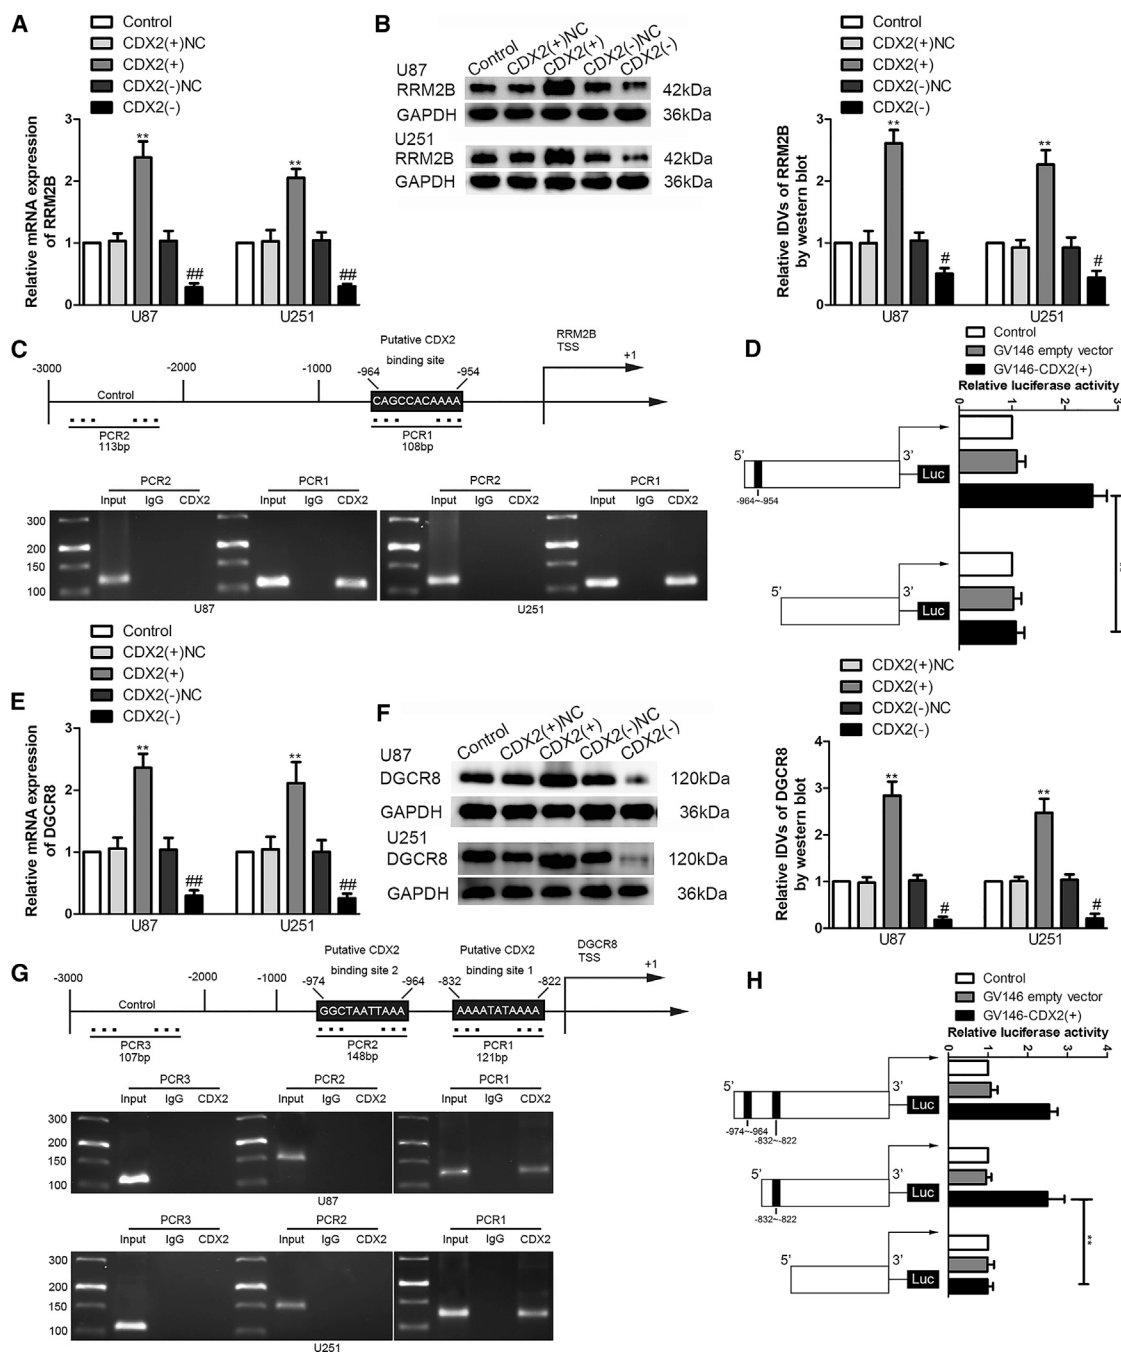 A
Control
CDX2(+)NC
CDX2(+)
CDX2(-)NC
CDX2(-)
Relative mRNA expression
of RRM2B
3
2
1
0
**
##
**
##
U87
U251
B
Control
CDX2(+)NC
CDX2(+)
CDX2(-)NC
CDX2(-)
U87
RRM2B
42kDa
GAPDH
36kDa
U251
RRM2B
42kDa
GAPDH
36kDa
Control
CDX2(+)NC
CDX2(+)
CDX2(-)NC
CDX2(-)
Relative IDVs of RRM2B
by western blot
3
2
1
0
**
#
**
#
U87
U251
C
-3000
-2000
-1000
Control
Putative CDX2
binding site
-964
-954
CAGCCACAAAA
RRM2B
TSS
+1
PCR2
113bp
PCR1
108bp
PCR2
PCR1
PCR2
PCR1
Input IgG CDX2
Input IgG CDX2
Input IgG CDX2
Input IgG CDX2
300
200
150
100
U87
U251
D
Control
GV146 empty vector
GV146-CDX2(+)
Relative luciferase activity
0 1 2 3
5'
3'
Luc
-964~-954
5'
3'
Luc
**
E
Control
CDX2(+)NC
CDX2(+)
CDX2(-)NC
CDX2(-)
Relative mRNA expression
of DGCR8
3
2
1
0
**
##
**
##
U87
U251
F
Control
CDX2(+)NC
CDX2(+)
CDX2(-)NC
CDX2(-)
U87
DGCR8
120kDa
GAPDH
36kDa
U251
DGCR8
120kDa
GAPDH
36kDa
CDX2(+)NC
CDX2(+)
CDX2(-)NC
CDX2(-)
Relative IDVs of DGCR8
by western blot
4
3
2
1
0
**
#
**
#
U87
U251
G
-3000
-2000
-1000
Control
Putative CDX2
binding site 2
-974
-964
GGCTAATTAAA
Putative CDX2
binding site 1
-832
-822
AAAATATAAAA
DGCR8
TSS
+1
PCR3
107bp
PCR2
148bp
PCR1
121bp
PCR3
PCR2
PCR1
Input IgG CDX2
Input IgG CDX2
Input IgG CDX2
300
200
150
100
U87
PCR3
PCR2
PCR1
Input IgG CDX2
Input IgG CDX2
Input IgG CDX2
300
200
150
100
U251
H
Control
GV146 empty vector
GV146-CDX2(+)
Relative luciferase activity
0 1 2 3 4
5'
3'
Luc
-974~-964
-832~-822
5'
3'
Luc
-832~-822
5'
3'
Luc
**